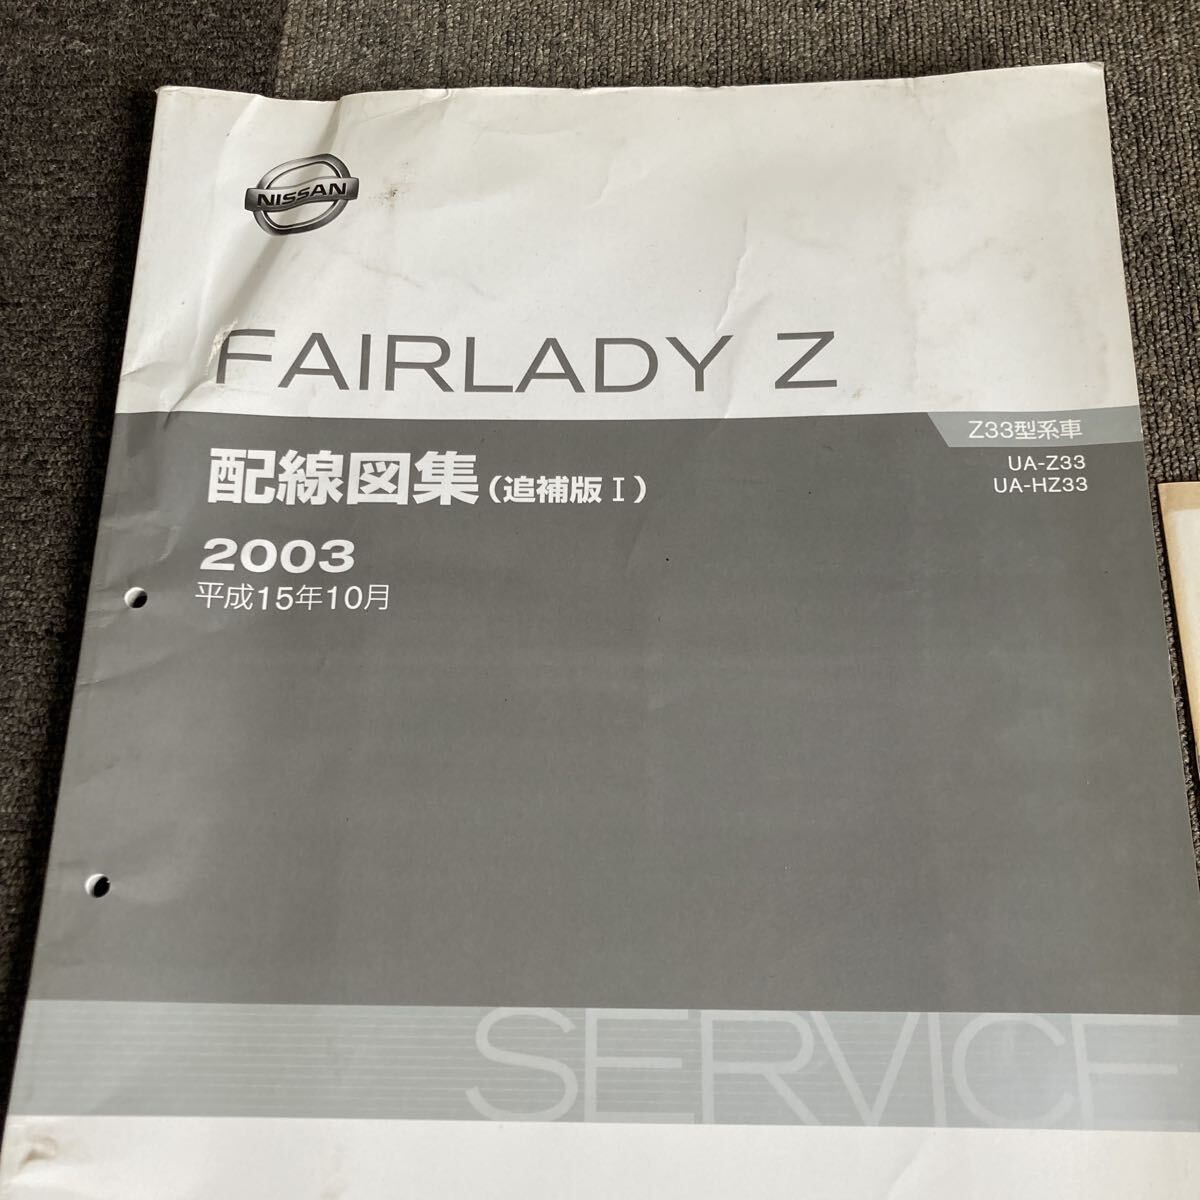 NISSAN
FAIRLADY Z
Z33型系車
UA-Z33
UA-HZ33
配線図集(追補版Ⅰ)
2003
平成15年10月
SERVICE